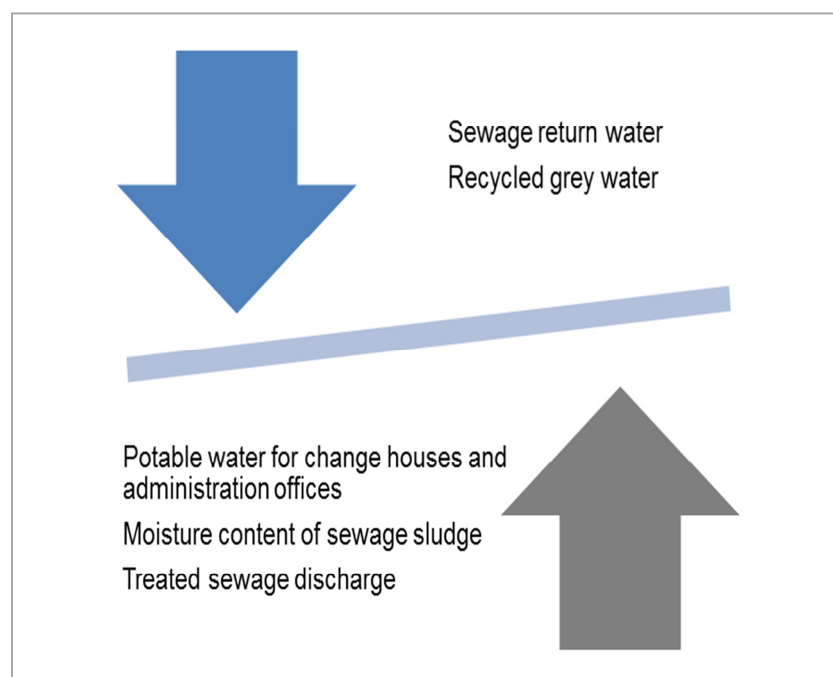 Sewage return water
Recycled grey water
Potable water for change houses and
administration offices
Moisture content of sewage sludge
Treated sewage discharge